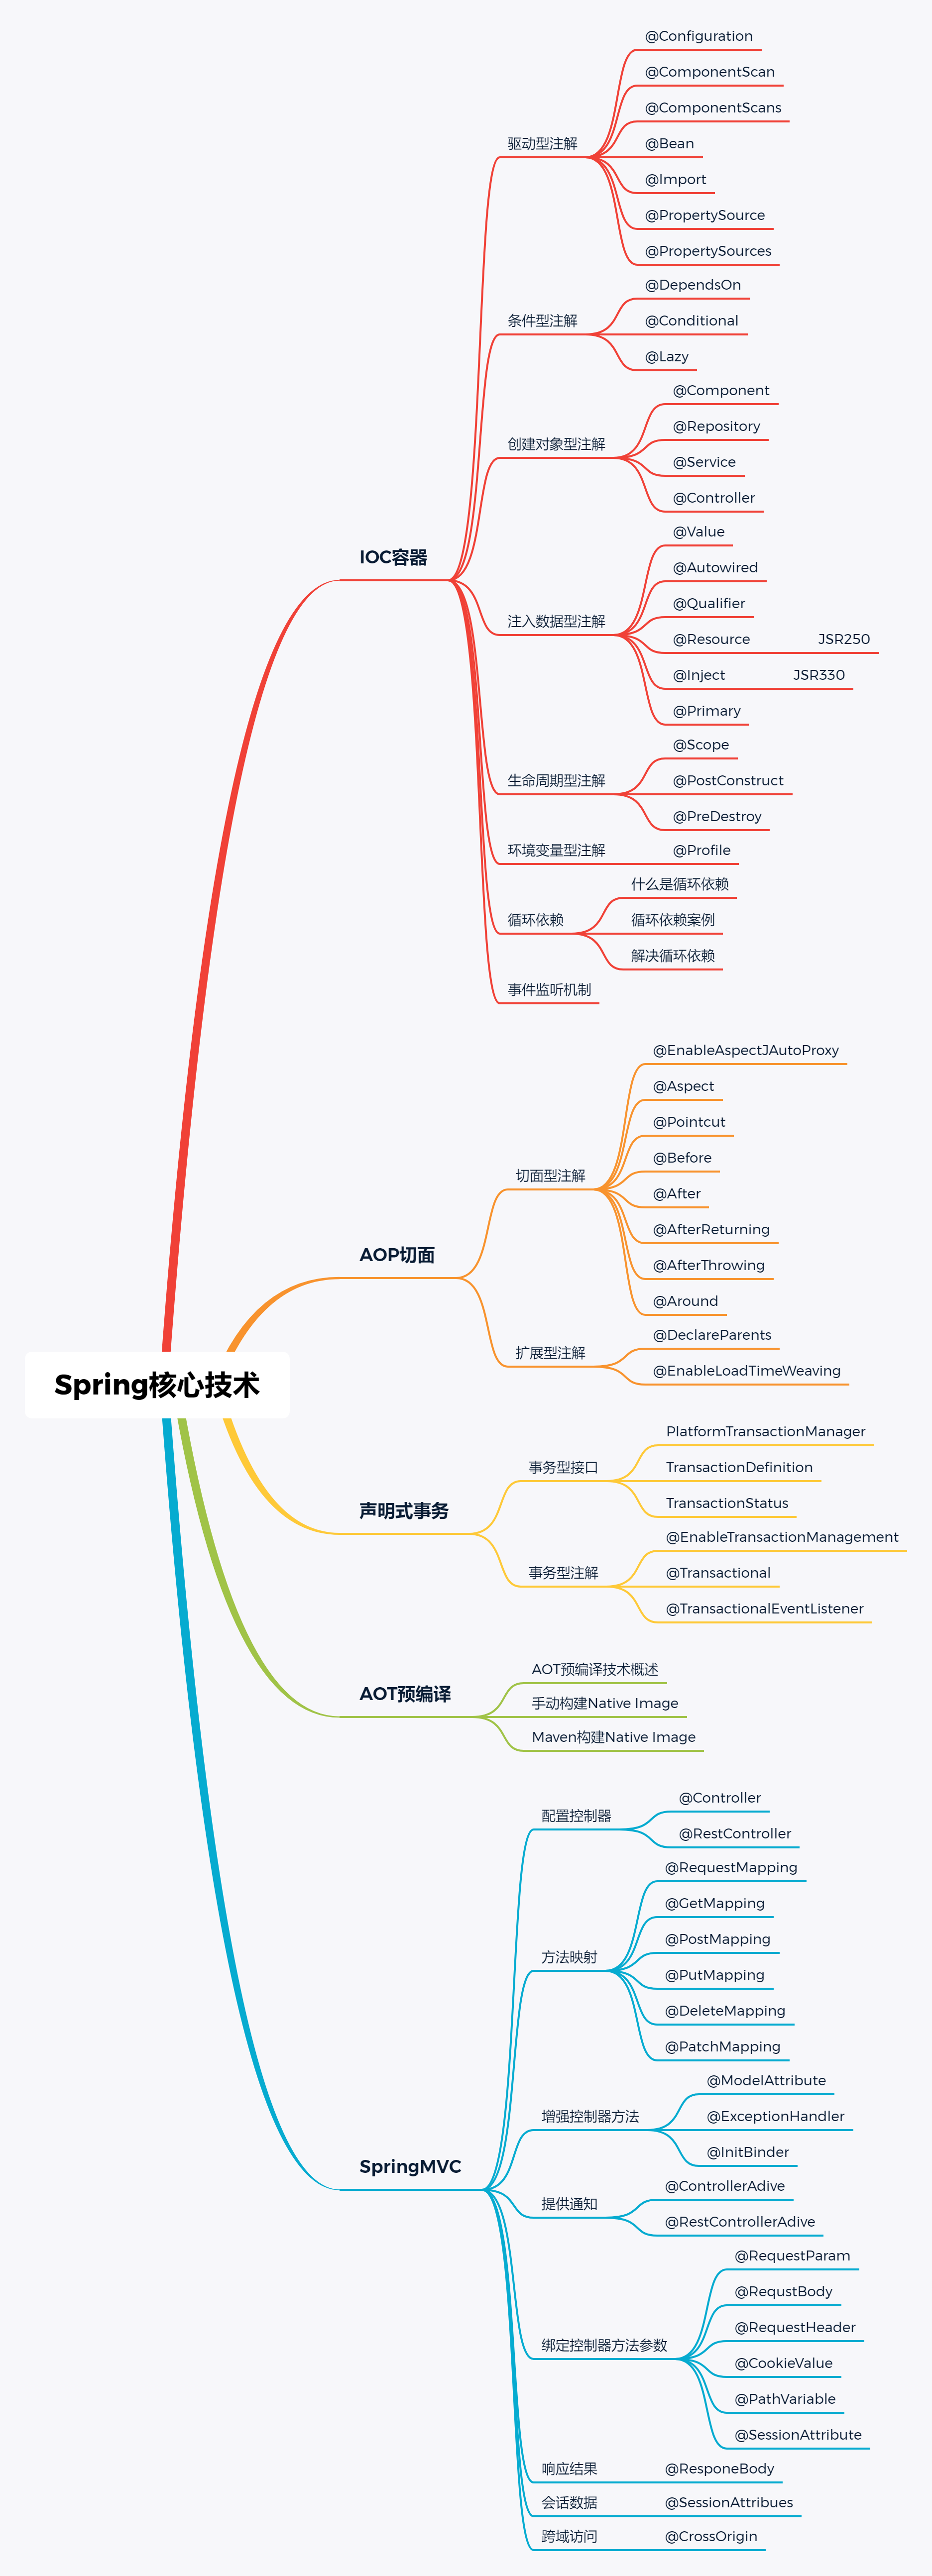 Spring核心技术
IOC容器
驱动型注解
@Configuration
@ComponentScan
@ComponentScans
@Bean
@Import
@PropertySource
@PropertySources
条件型注解
@DependsOn
@Conditional
@Lazy
创建对象型注解
@Component
@Repository
@Service
@Controller
注入数据型注解
@Value
@Autowired
@Qualifier
@Resource JSR250
@Inject JSR330
@Primary
生命周期型注解
@Scope
@PostConstruct
@PreDestroy
环境变量型注解 @Profile
循环依赖
什么是循环依赖
循环依赖案例
解决循环依赖
事件监听机制
AOP切面
切面型注解
@EnableAspectJAutoProxy
@Aspect
@Pointcut
@Before
@After
@AfterReturning
@AfterThrowing
@Around
扩展型注解
@DeclareParents
@EnableLoadTimeWeaving
声明式事务
事务型接口
PlatformTransactionManager
TransactionDefinition
TransactionStatus
事务型注解
@EnableTransactionManagement
@Transactional
@TransactionalEventListener
AOT预编译
AOT预编译技术概述
手动构建Native Image
Maven构建Native Image
SpringMVC
配置控制器
@Controller
@RestController
方法映射
@RequestMapping
@GetMapping
@PostMapping
@PutMapping
@DeleteMapping
@PatchMapping
增强控制器方法
@ModelAttribute
@ExceptionHandler
@InitBinder
提供通知
@ControllerAdive
@RestControllerAdive
绑定控制器方法参数
@RequestParam
@RequstBody
@RequestHeader
@CookieValue
@PathVariable
@SessionAttribute
响应结果 @ResponeBody
会话数据 @SessionAttribues
跨域访问 @CrossOrigin